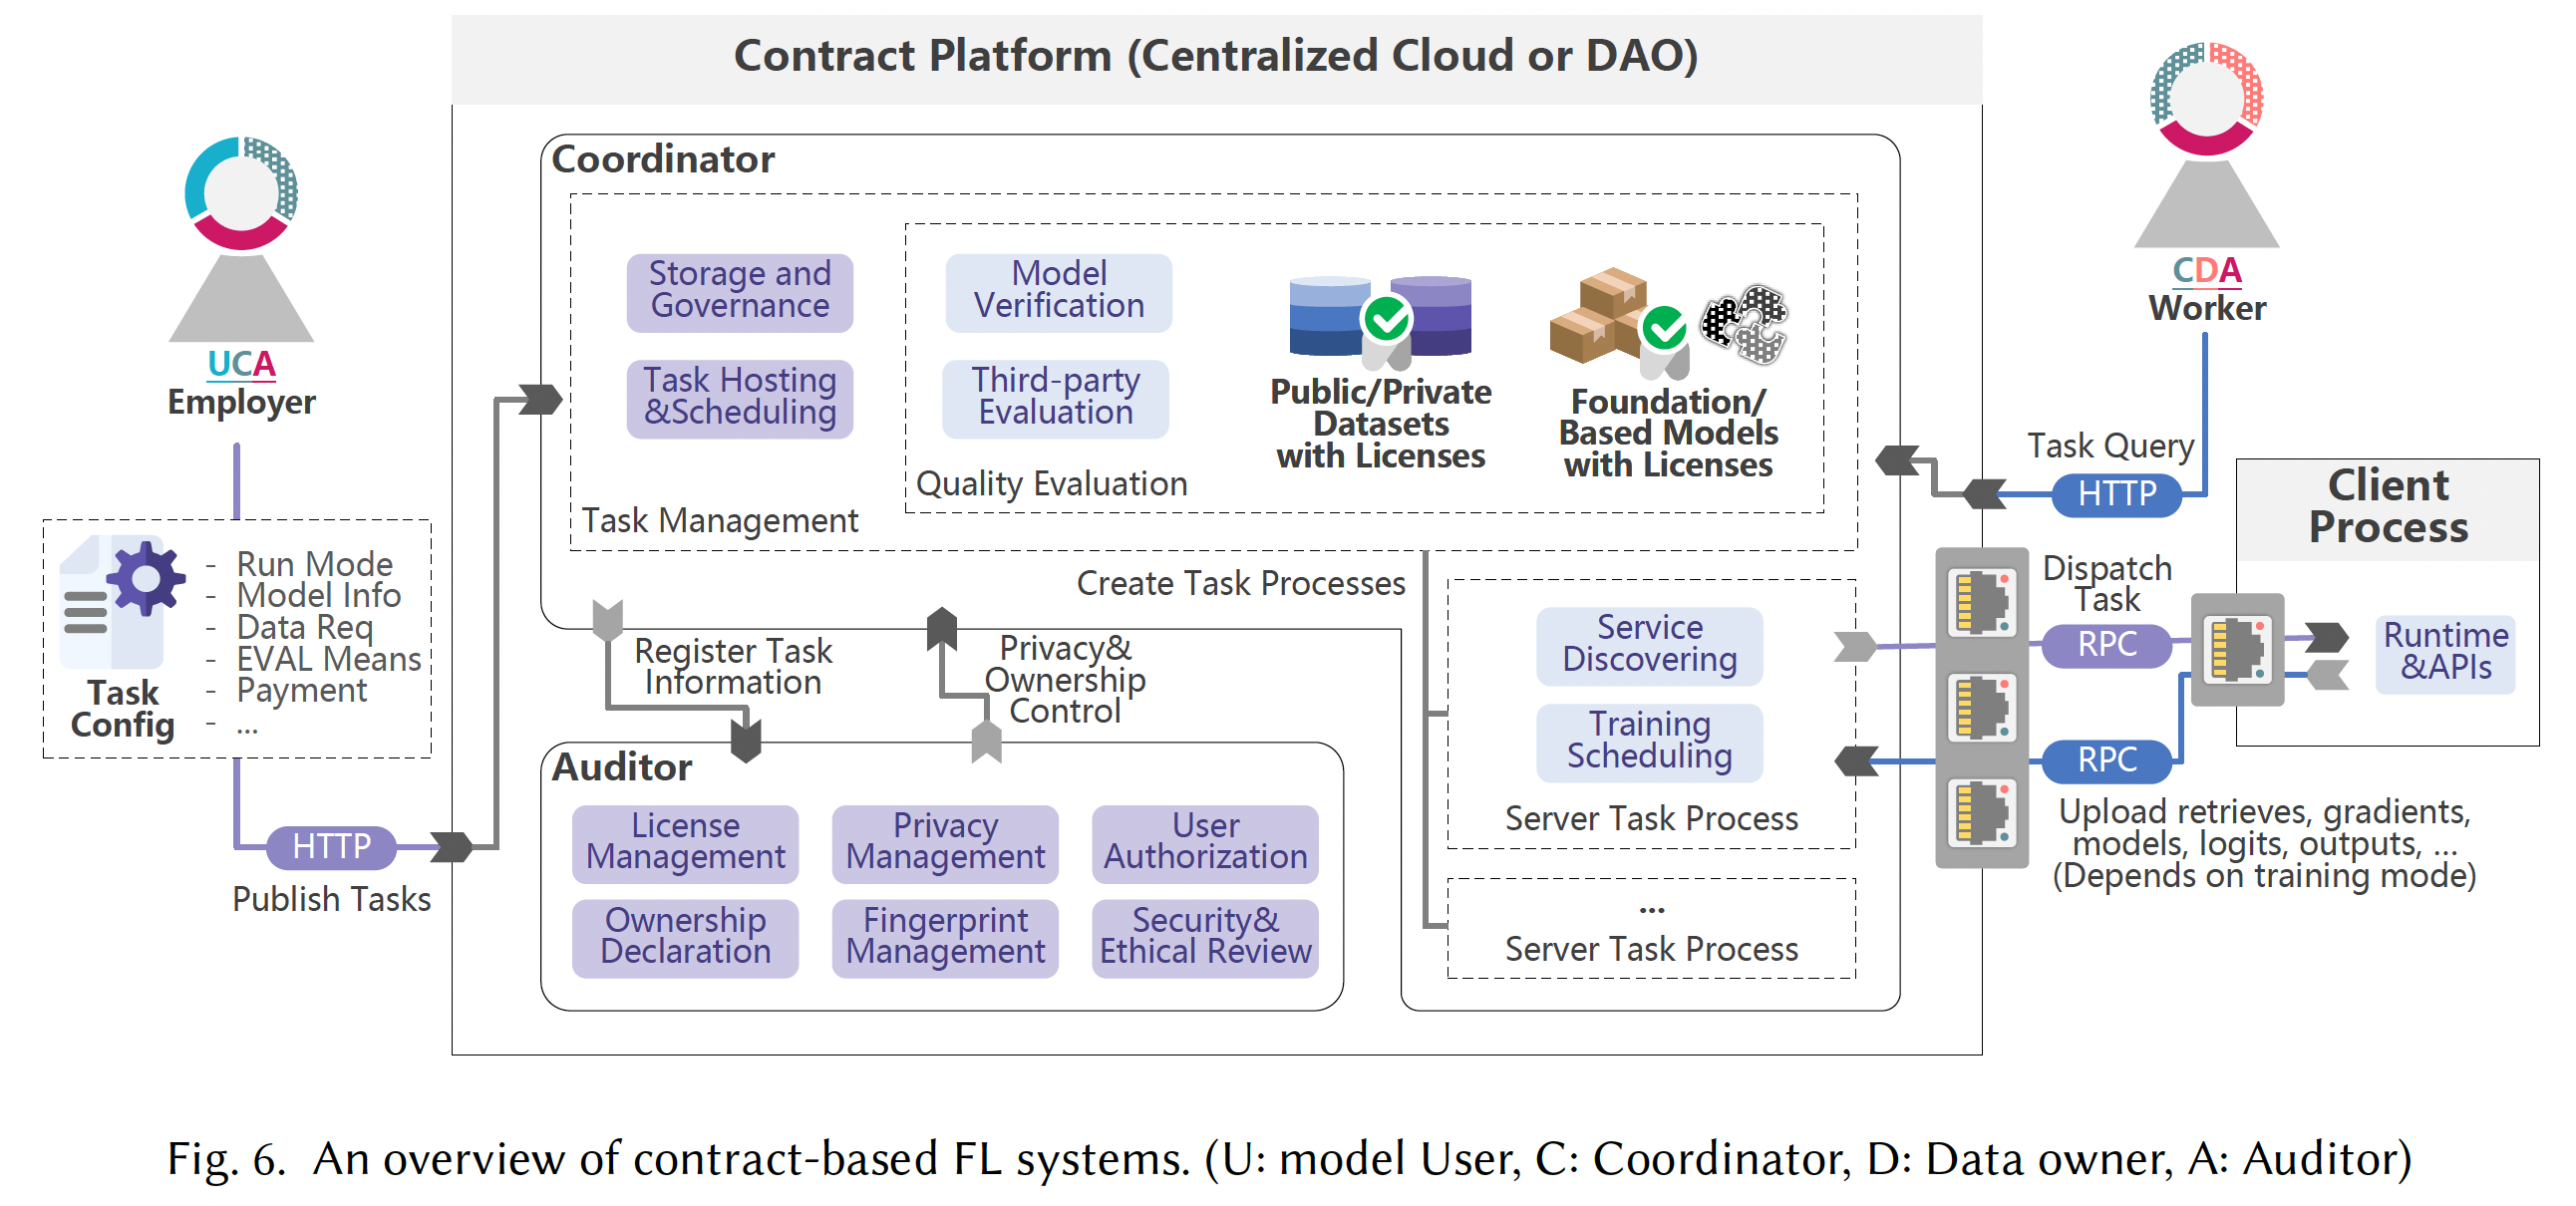 Contract Platform (Centralized Cloud or DAO)
UCA
Employer
Task
Config
- Run Mode
- Model Info
- Data Req
- EVAL Means
- Payment
- ...
HTTP
Publish Tasks
Coordinator
Storage and
Governance
Task Hosting
&Scheduling
Task Management
Model
Verification
Third-party
Evaluation
Quality Evaluation
Public/Private
Datasets
with Licenses
Foundation/
Based Models
with Licenses
Create Task Processes
Register Task
Information
Privacy&
Ownership
Control
Auditor
License
Management
Privacy
Management
User
Authorization
Ownership
Declaration
Fingerprint
Management
Security&
Ethical Review
Service
Discovering
Training
Scheduling
Server Task Process
...
Server Task Process
CDA
Worker
Task Query
HTTP
Client
Process
Dispatch
Task
RPC
Runtime
&APIs
RPC
Upload retrieves, gradients,
models, logits, outputs, ...
(Depends on training mode)
Fig. 6. An overview of contract-based FL systems. (U: model User, C: Coordinator, D: Data owner, A: Auditor)